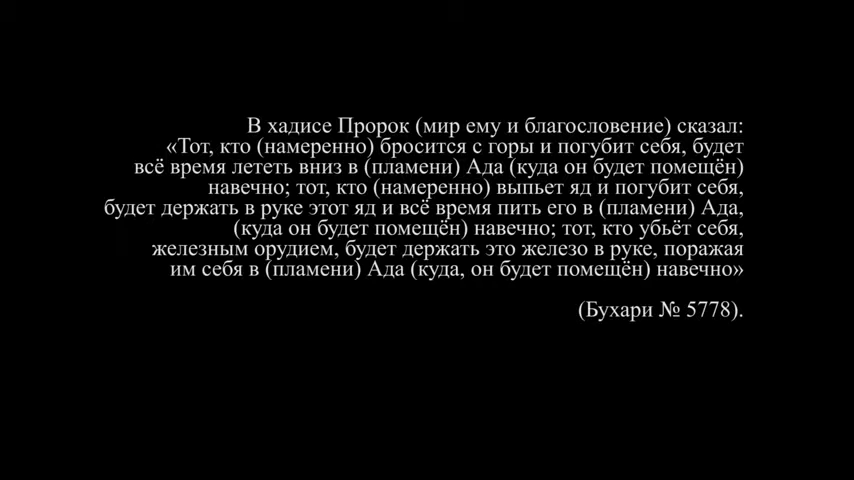 В хадисе Пророк (мир ему и благословение) сказал:
«Тот, кто (намеренно) бросится с горы и погубит себя, будет
всё время лететь вниз в (пламени) Ада (куда он будет помещён)
навечно; тот, кто (намеренно) выпьет яд и погубит себя,
будет держать в руке этот яд и всё время пить его в (пламени) Ада,
(куда он будет помещён) навечно; тот, кто убьёт себя,
железным орудием, будет держать это железо в руке, поражая
им себя в (пламени) Ада (куда, он будет помещён) навечно»
(Бухари № 5778).